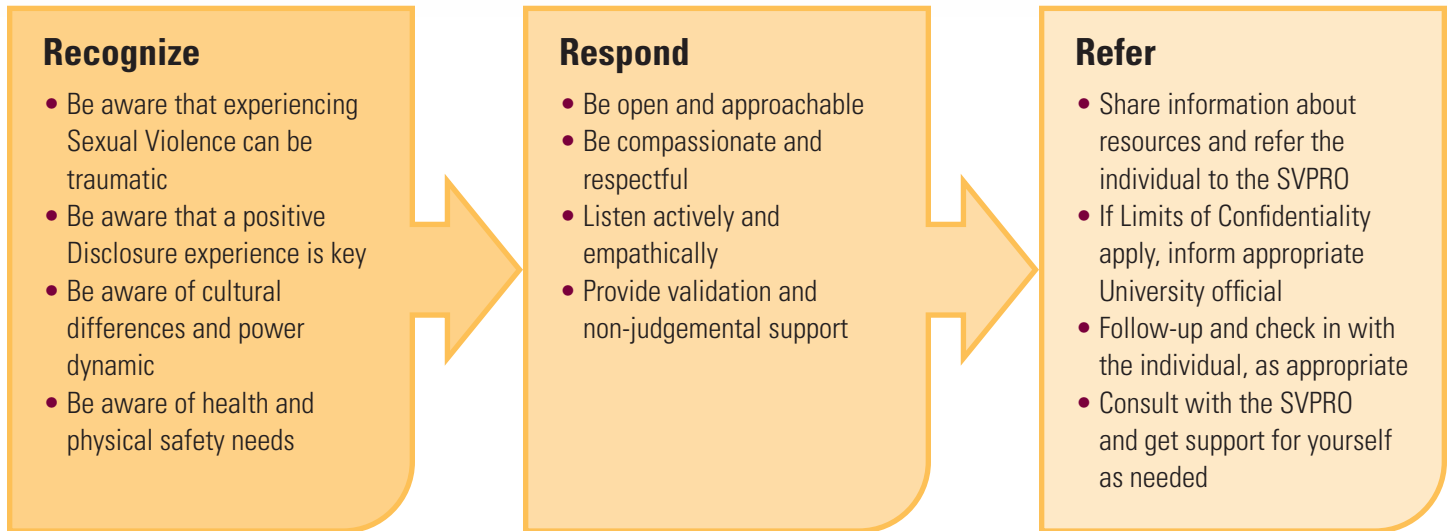 Recognize
• Be aware that experiencing
Sexual Violence can be
traumatic
• Be aware that a positive
Disclosure experience is key
• Be aware of cultural
differences and power
dynamic
• Be aware of health and
physical safety needs
Respond
• Be open and approachable
• Be compassionate and
respectful
• Listen actively and
empathically
• Provide validation and
non-judgemental support
Refer
• Share information about
resources and refer the
individual to the SVPRO
• If Limits of Confidentiality
apply, inform appropriate
University official
• Follow-up and check in with
the individual, as appropriate
• Consult with the SVPRO
and get support for yourself
as needed